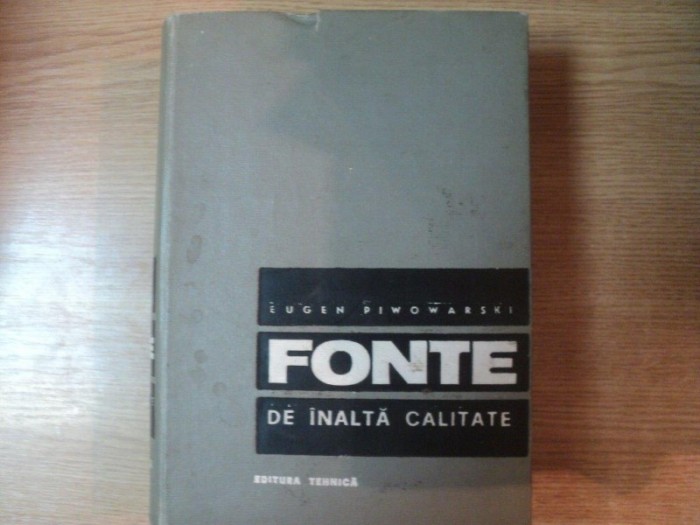 EUGEN PIWOWARSKI
FONTE
DE ÎNALTĂ CALITATE
EDITURA TEHNICĂ